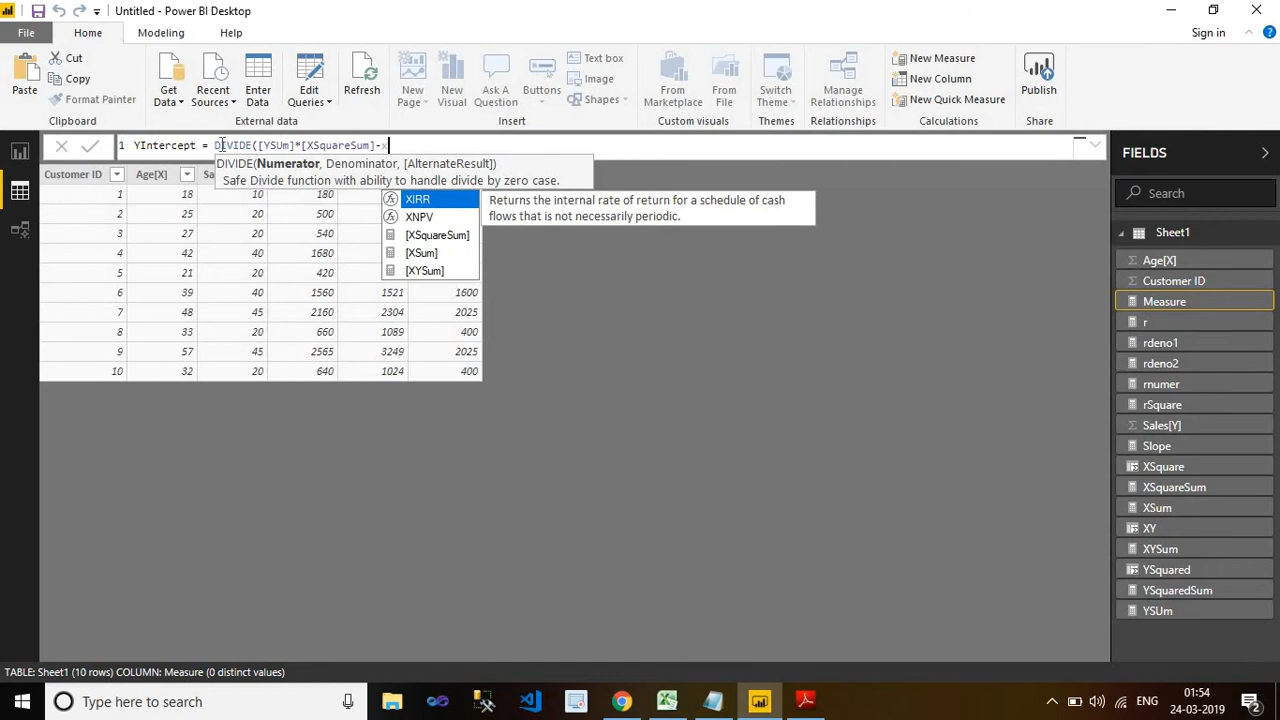 Untitled - Power BI Desktop
File Home Modeling Help Sign in
Cut
Copy
Format Painter
Paste
Clipboard
Get Data
Recent Sources
Enter Data
Edit Queries
Refresh
External data
New Page
New Visual
Ask A Question
Buttons
Text box
Image
Shapes
Insert
From Marketplace
From File
Custom visuals
Switch Theme
Themes
Manage Relationships
Relationships
New Measure
New Column
New Quick Measure
Calculations
Publish
Share
1 YIntercept = DIVIDE([YSUm]*[XSquareSum]-x
DIVIDE(Numerator, Denominator, [AlternateResult])
Safe Divide function with ability to handle divide by zero case.
XIRR
XNPV
[XSquareSum]
[XSum]
[XYSum]
Returns the internal rate of return for a schedule of cash
flows that is not necessarily periodic.
Customer ID Age[X] Sa
1 18 10 180
2 25 20 500
3 27 20 540
4 42 40 1680
5 21 20 420
6 39 40 1560 1521 1600
7 48 45 2160 2304 2025
8 33 20 660 1089 400
9 57 45 2565 3249 2025
10 32 20 640 1024 400
FIELDS
Search
Sheet1
Age[X]
Customer ID
Measure
r
rdeno1
rdeno2
rnumer
rSquare
Sales[Y]
Slope
XSquare
XSquareSum
XSum
XY
XYSum
YSquared
YSquaredSum
YSUm
TABLE: Sheet1 (10 rows) COLUMN: Measure (0 distinct values)
Type here to search
ENG
01:54
24-03-2019
2